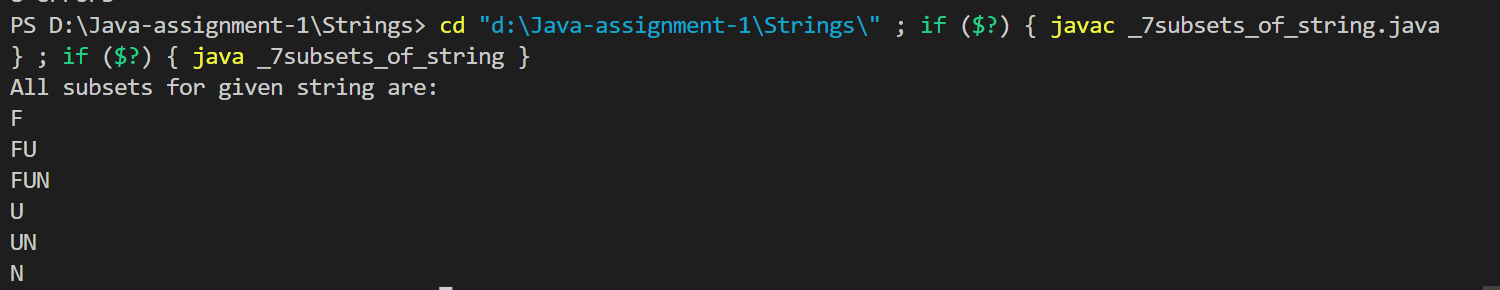 PS D:\Java-assignment-1\Strings> cd "d:\Java-assignment-1\Strings\" ; if ($?) { javac _7subsets_of_string.java
} ; if ($?) { java _7subsets_of_string }
All subsets for given string are:
F
FU
FUN
U
UN
N